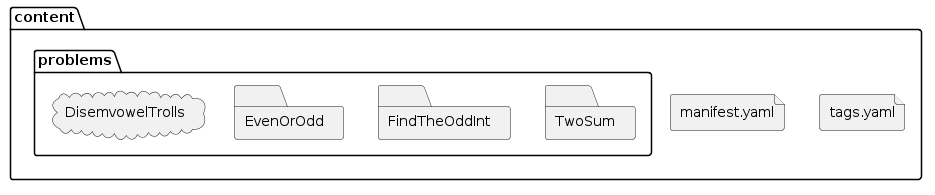 content
problems
DisemvowelTrolls
EvenOrOdd
FindTheOddInt
TwoSum
manifest.yaml
tags.yaml